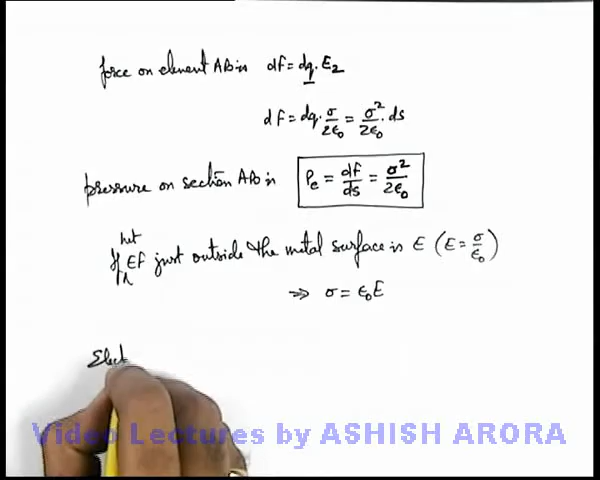 force on element AB is df = dq. E₂
df = dq. σ/2ε₀ = σ²/2ε₀ . ds
pressure on section AB is Pe = df/ds = σ²/2ε₀
If net EF just outside the metal surface is E (E = σ/ε₀)
⇒ σ = ε₀E
Elect
Video Lectures by ASHISH ARORA